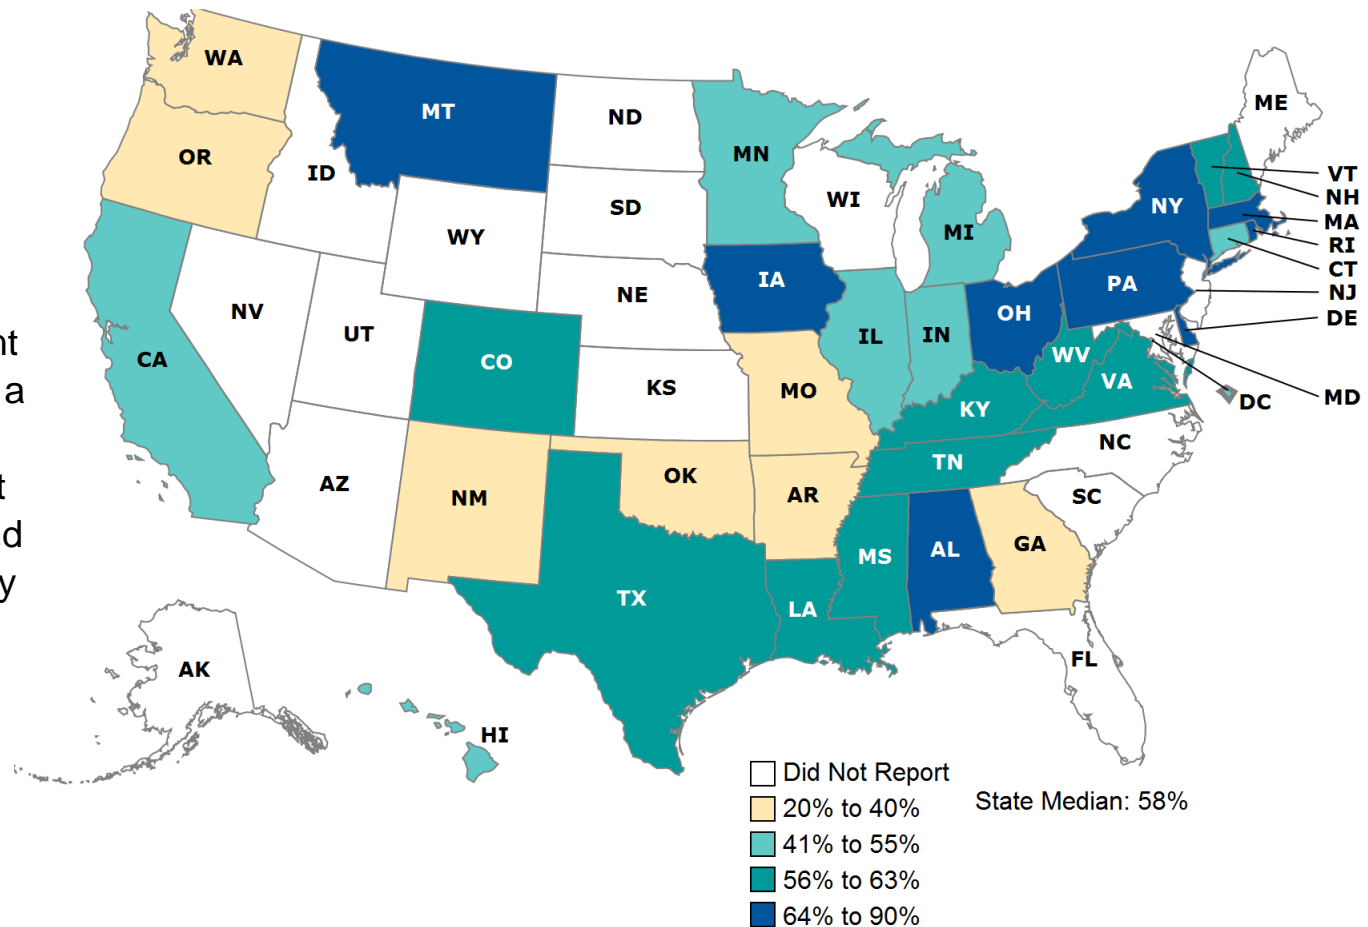 WA
MT
ND
MN
ME
OR
ID
SD
WI
MI
NY
VT
NH
MA
RI
CT
NJ
DE
MD
DC
WY
NE
IA
PA
NV
UT
CO
KS
IL
IN
OH
WV
VA
CA
MO
KY
NC
TN
SC
AZ
NM
OK
AR
MS
AL
GA
TX
LA
FL
AK
HI
nt
a
t
nd
y
Did Not Report
20% to 40%
41% to 55%
56% to 63%
64% to 90%
State Median: 58%